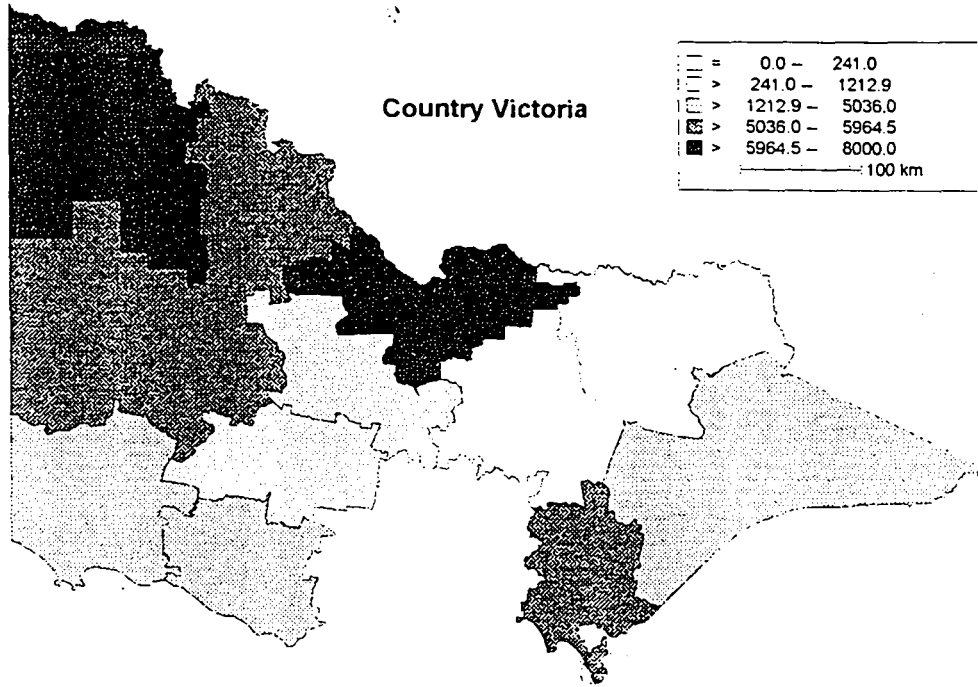 Country Victoria
= 0.0 – 241.0
> 241.0 – 1212.9
> 1212.9 – 5036.0
> 5036.0 – 5964.5
> 5964.5 – 8000.0
100 km